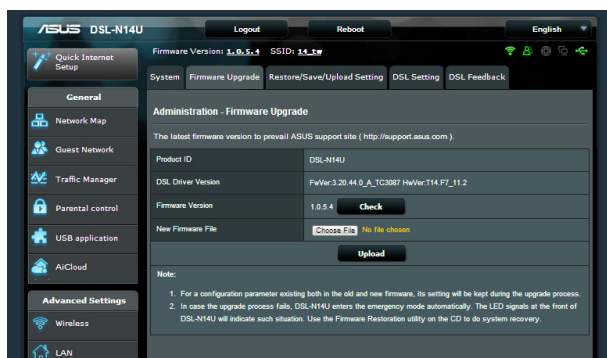 ASUS DSL-N14U
Logout
Reboot
English
Quick Internet Setup
Firmware Version: 1.0.5.4 SSID: 14_tw
System
Firmware Upgrade
Restore/Save/Upload Setting
DSL Setting
DSL Feedback
General
Network Map
Guest Network
Traffic Manager
Parental control
USB application
AiCloud
Advanced Settings
Wireless
LAN
Administration - Firmware Upgrade
The latest firmware version to prevail ASUS support site ( http://support.asus.com ).
Product ID
DSL-N14U
DSL Driver Version
FwVer:3.20.44.0_A_TC3087 HwVer:T14.F7_11.2
Firmware Version
1.0.5.4
Check
New Firmware File
Choose File No file chosen
Upload
Note:
1. For a configuration parameter existing both in the old and new firmware, its setting will be kept during the upgrade process.
2. In case the upgrade process fails, DSL-N14U enters the emergency mode automatically. The LED signals at the front of
DSL-N14U will indicate such situation. Use the Firmware Restoration utility on the CD to do system recovery.